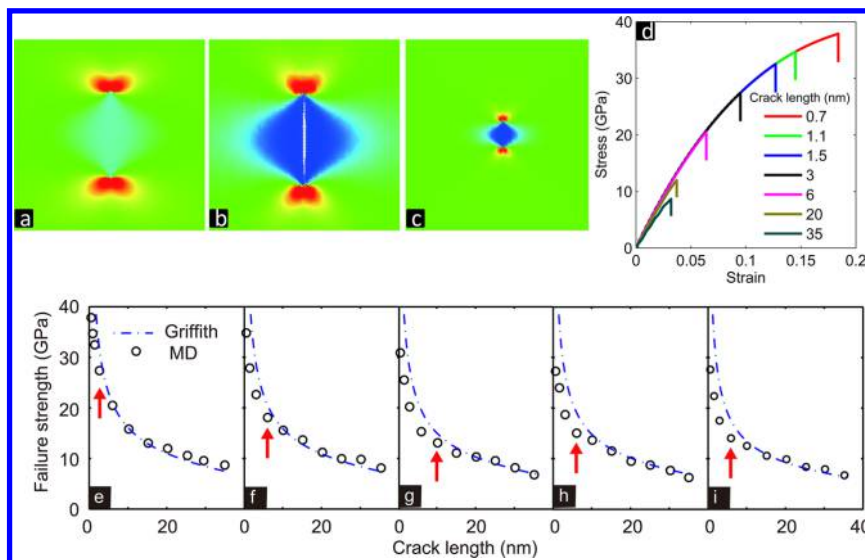 a
b
c
d
Stress (GPa)
40
30
20
10
0
0
0.05
0.1
0.15
0.2
Strain
Crack length (nm)
0.7
1.1
1.5
3
6
20
35
Failure strength (GPa)
40
30
20
10
0
Griffith
MD
e
f
g
h
i
0 20 0 20 0 20 0 20 0 20 40
Crack length (nm)